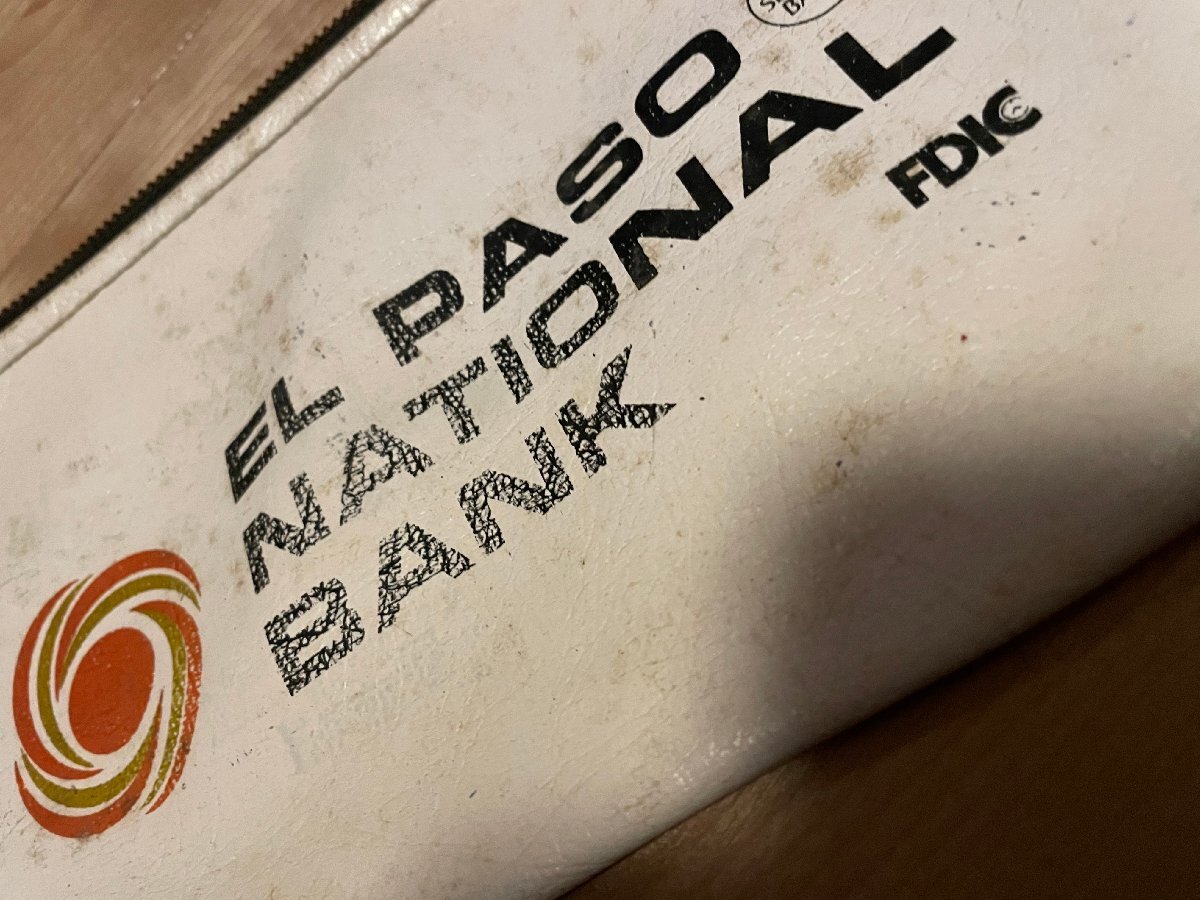 EL PASO
NATIONAL
BANK
FDIC